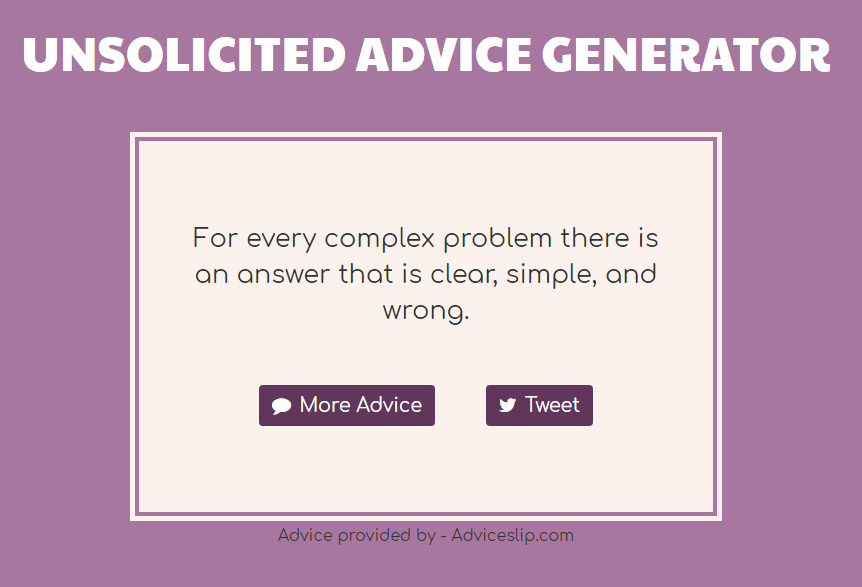 UNSOLICITED ADVICE GENERATOR
For every complex problem there is
an answer that is clear, simple, and
wrong.
More Advice
Tweet
Advice provided by - Adviceslip.com